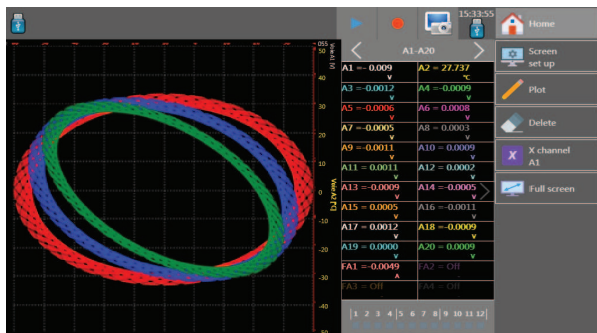 15:33:55
Home
A1-A20
Screen
set up
Plot
Delete
X
X channel
A1
Full screen
A1 =- 0.009
V
A2 = 27.737
°C
A3 =-0.0012
V
A4 =-0.0009
V
A5 =-0.0006
V
A6 = 0.0008
V
A7 =-0.0005
V
A8 = 0.0003
V
A9 =-0.0011
V
A10 = 0.0009
V
A11 = 0.0011
V
A12 = 0.0002
V
A13 =-0.0009
V
A14 =-0.0005
V
A15 = 0.0005
V
A16 =-0.0011
V
A17 = 0.0012
V
A18 =-0.0009
V
A19 = 0.0000
V
A20 = 0.0009
V
FA1 =-0.0049
A
FA2 = Off
FA3 = Off
FA4 = Off
1 2 3 4 5 6 7 8 9 10 11 12
50
40
30
20
10
0
-10
-20
-30
-40
-50